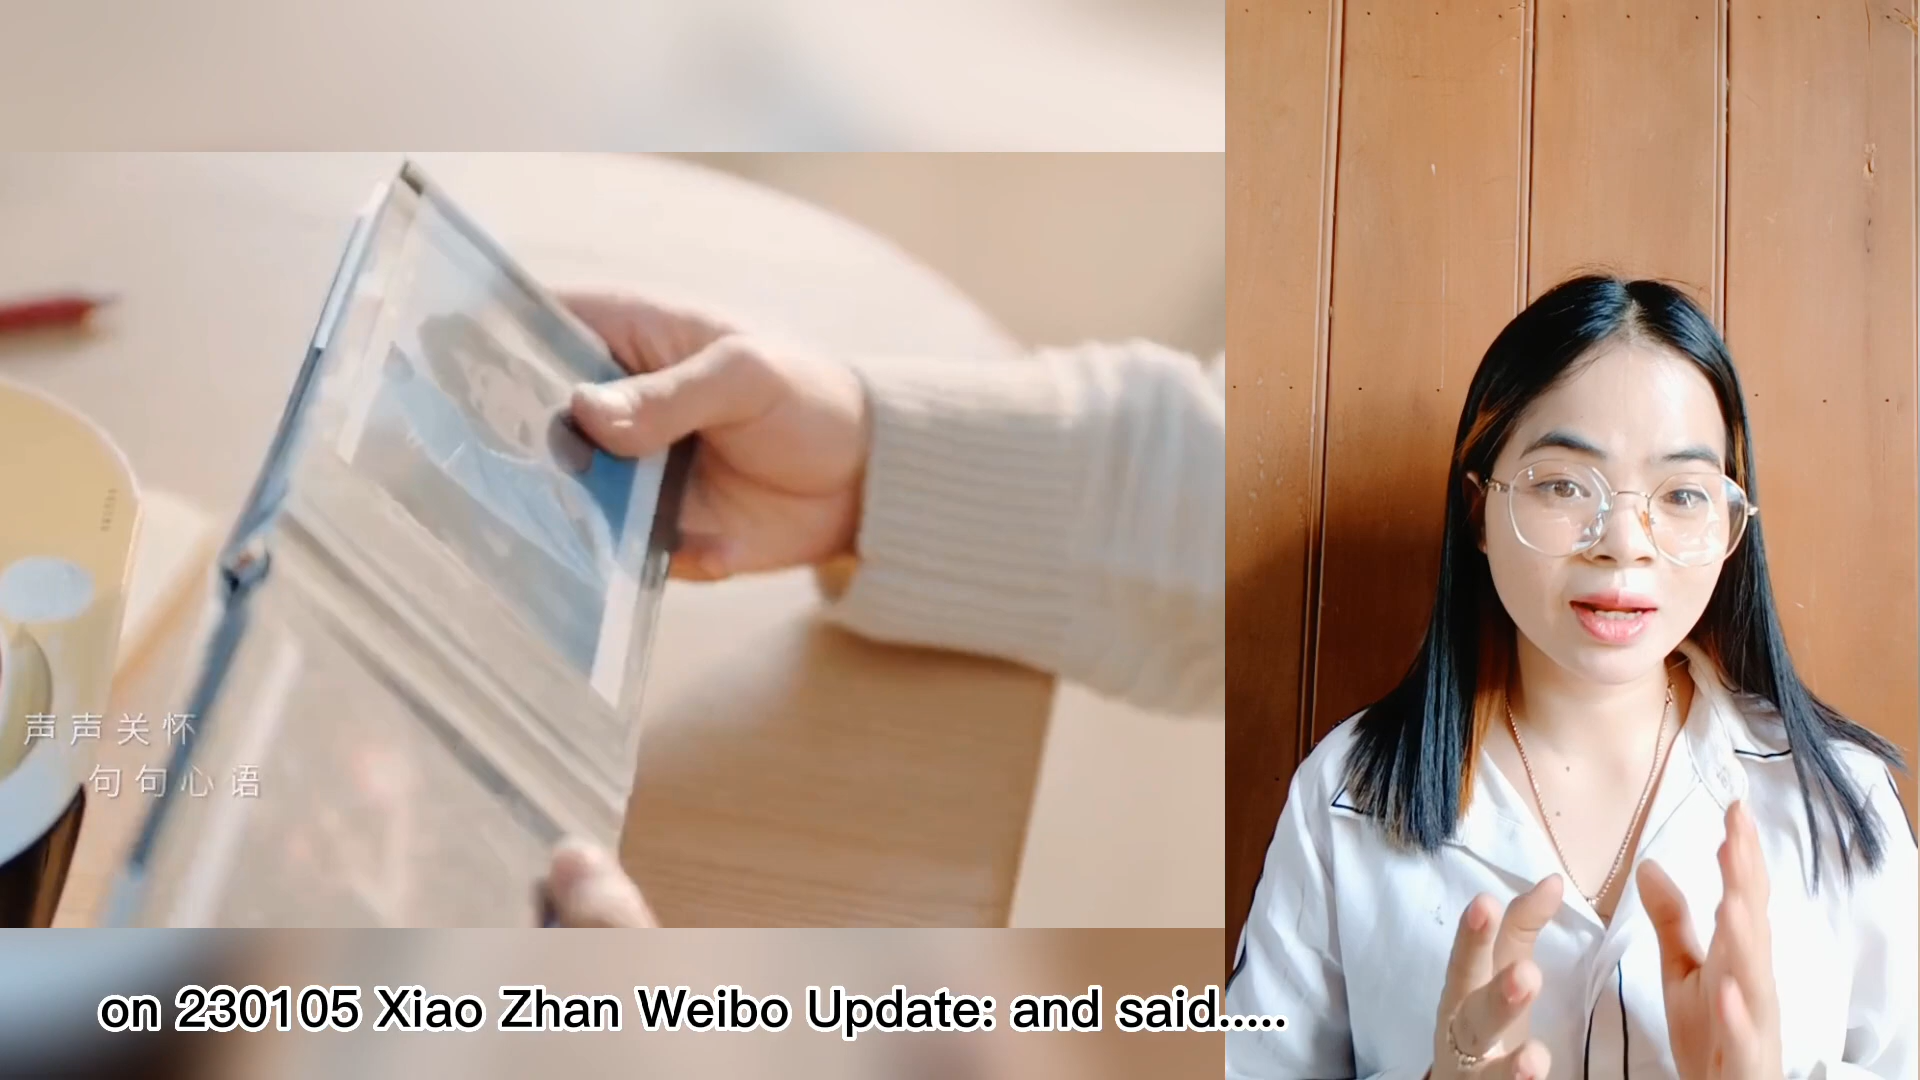 声声关怀
句句心语
on 230105 Xiao Zhan Weibo Update: and said.....